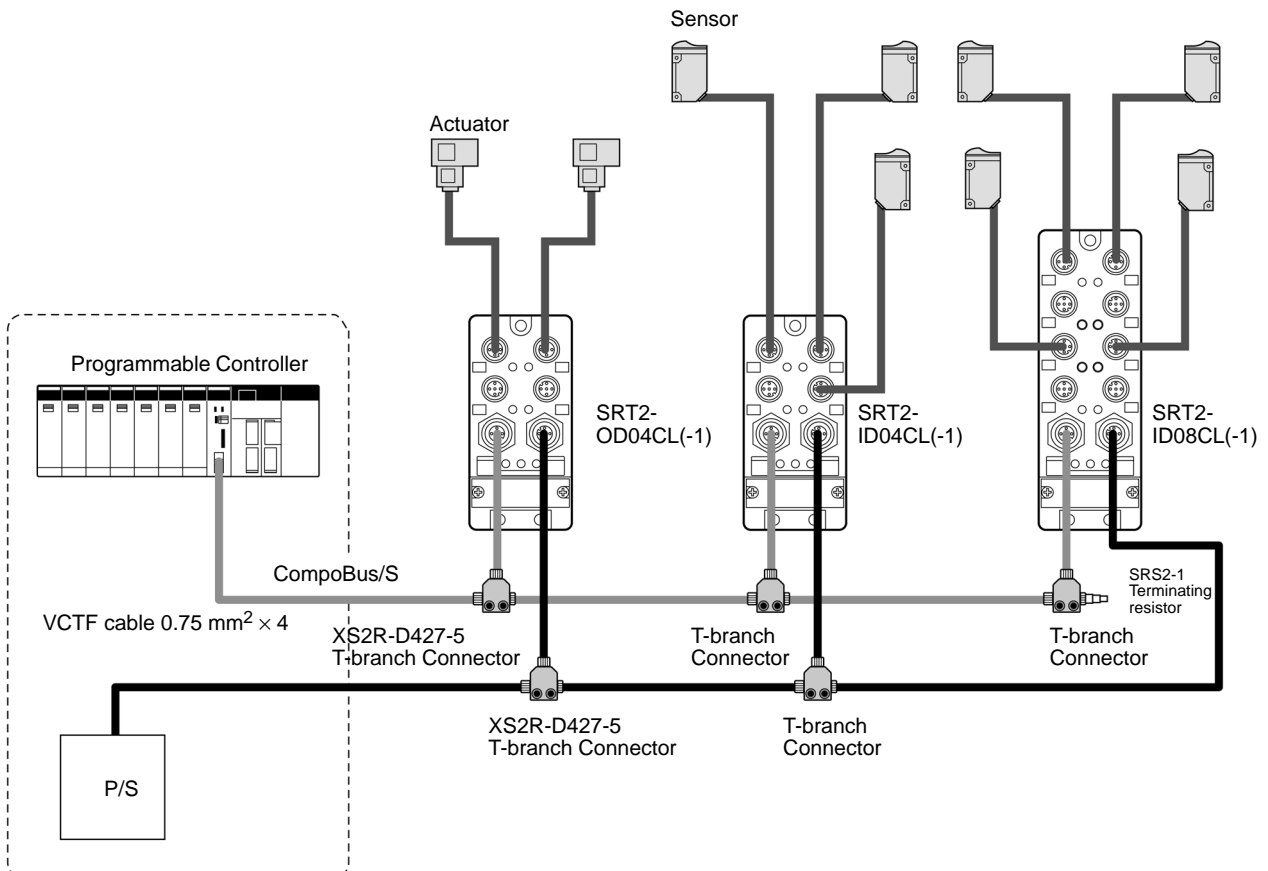 Sensor
Actuator
Programmable Controller
SRT2-
OD04CL(-1)
SRT2-
ID04CL(-1)
SRT2-
ID08CL(-1)
CompoBus/S
SRS2-1
Terminating
resistor
VCTF cable 0.75 mm² × 4
XS2R-D427-5
T-branch Connector
T-branch
Connector
T-branch
Connector
XS2R-D427-5
T-branch Connector
T-branch
Connector
P/S